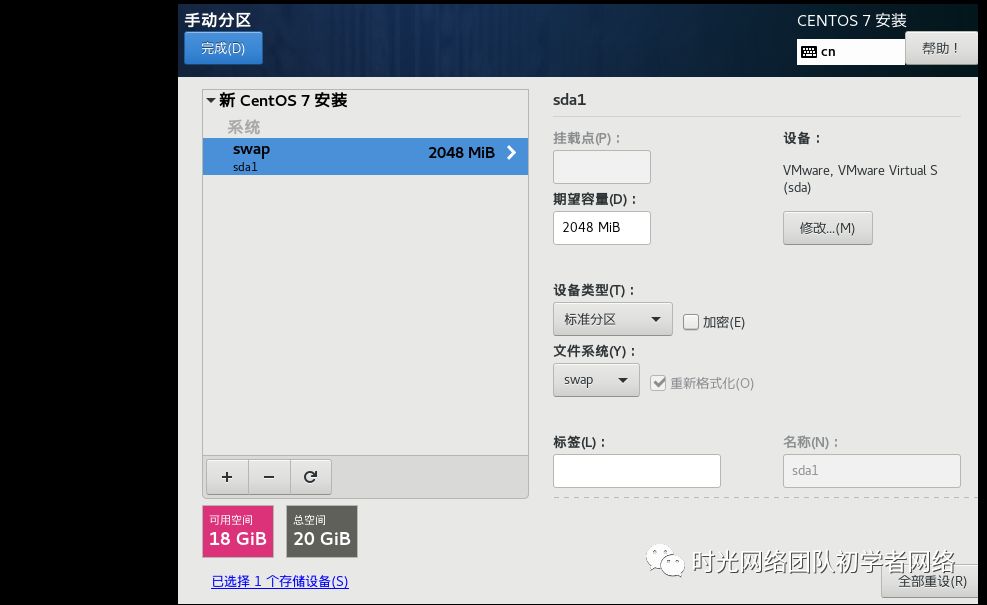 手动分区
CENTOS 7 安装
完成(D)
cn
帮助！
新 CentOS 7 安装
系统
swap
2048 MiB
sda1
sda1
挂载点(P)：
设备：
VMware, VMware Virtual S
(sda)
期望容量(D)：
2048 MiB
修改...(M)
设备类型(T)：
标准分区
加密(E)
文件系统(Y)：
swap
重新格式化(O)
标签(L)：
名称(N)：
sda1
可用空间
18 GiB
总空间
20 GiB
已选择 1 个存储设备(S)
时光网络团队初学者网络
全部重设(R)